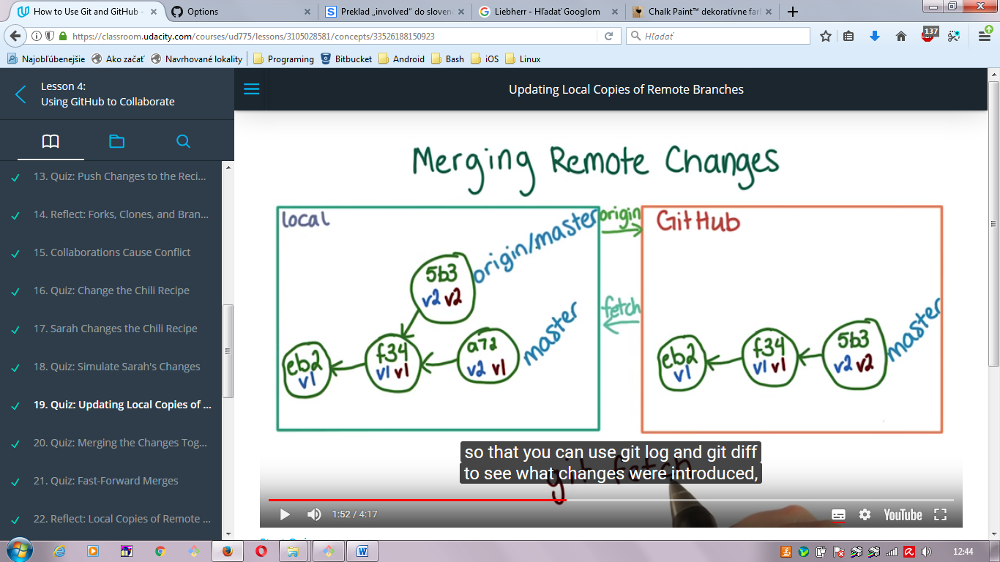 How to Use Git and GitHub -
Options
Preklad „involved“ do sloven
Liebherr - Hľadať Googlom
Chalk Paint™ dekoratívne far
https://classroom.udacity.com/courses/ud775/lessons/3105028581/concepts/33526188150923
Hľadať
137
Najobľúbenejšie
Ako začať
Navrhované lokality
Programing
Bitbucket
Android
Bash
iOS
Linux
Lesson 4:
Using GitHub to Collaborate
Updating Local Copies of Remote Branches
13. Quiz: Push Changes to the Reci...
14. Reflect: Forks, Clones, and Bran...
15. Collaborations Cause Conflict
16. Quiz: Change the Chili Recipe
17. Sarah Changes the Chili Recipe
18. Quiz: Simulate Sarah's Changes
19. Quiz: Updating Local Copies of ...
20. Quiz: Merging the Changes Tog...
21. Quiz: Fast-Forward Merges
22. Reflect: Local Copies of Remote ...
Merging Remote Changes
local
origin/master
origin
GitHub
5b3
v2 v2
fetch
master
eb2
v1
f34
v1 v1
a72
v2 v1
eb2
v1
f34
v1 v1
5b3
v2 v2
master
git fetch
so that you can use git log and git diff
to see what changes were introduced,
1:52 / 4:17
YouTube
12:44